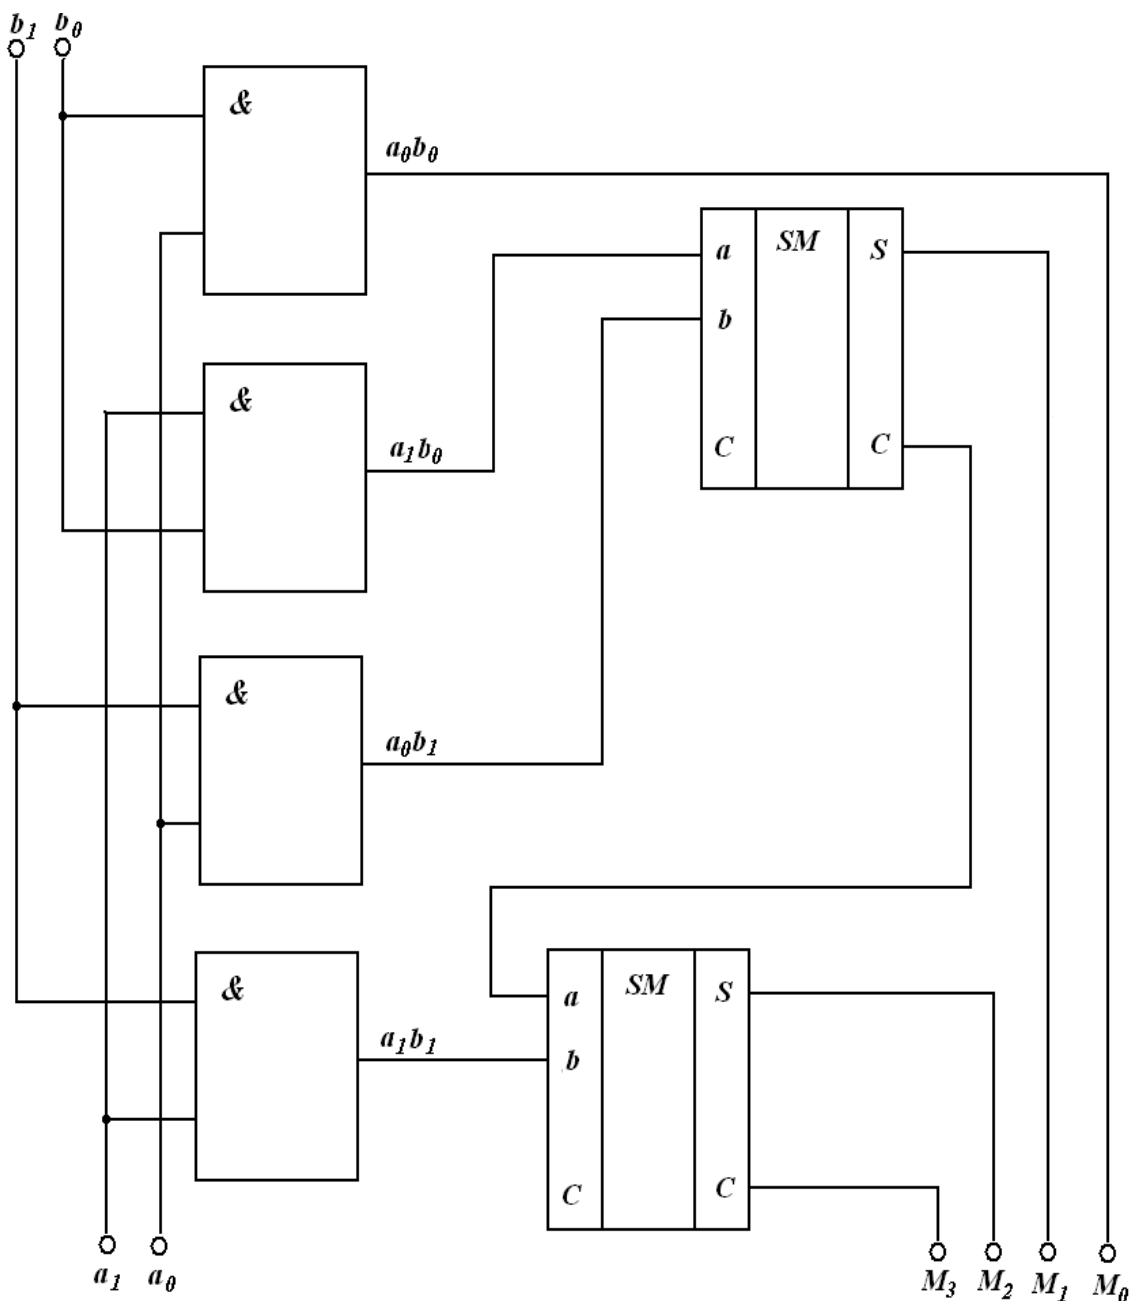 b₁ b₀
&
a₀b₀
a SM S
b
C C
&
a₁b₀
&
a₀b₁
&
a₁b₁
a SM S
b
C C
a₁ a₀
M₃ M₂ M₁ M₀